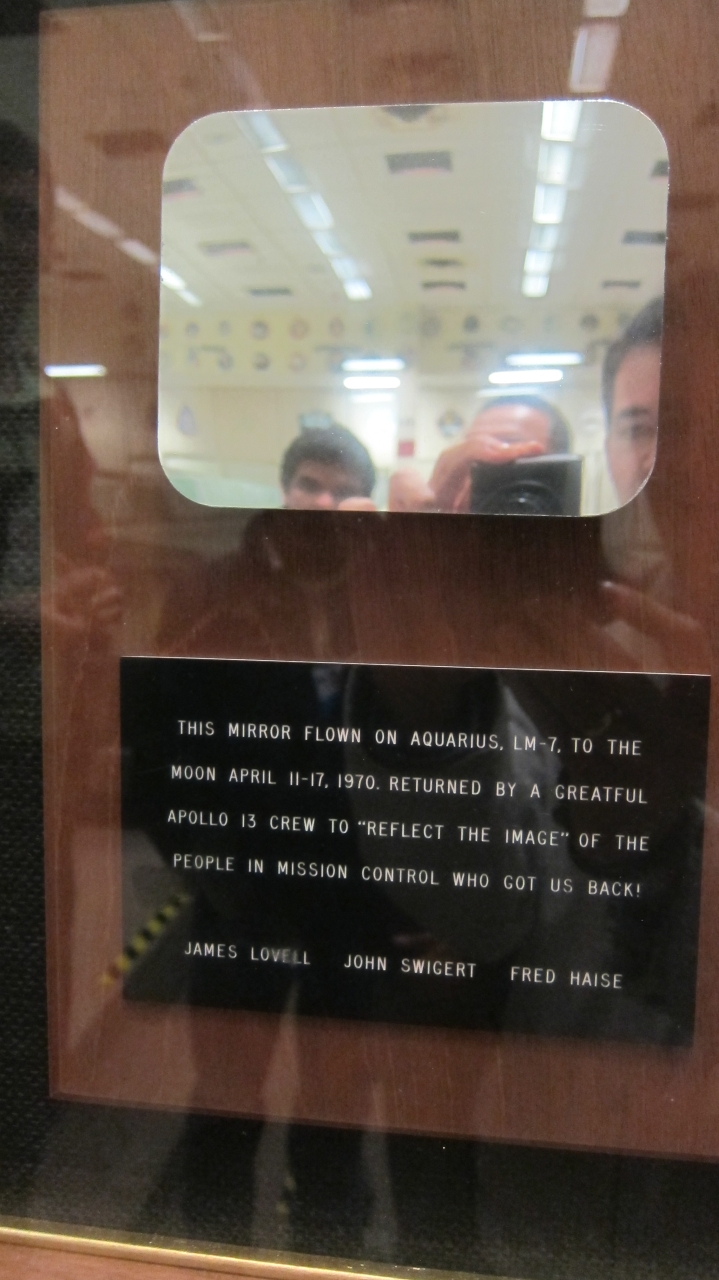 THIS MIRROR FLOWN ON AQUARIUS, LM-7, TO THE
MOON APRIL 11-17, 1970. RETURNED BY A GREATFUL
APOLLO 13 CREW TO "REFLECT THE IMAGE" OF THE
PEOPLE IN MISSION CONTROL WHO GOT US BACK!
JAMES LOVELL JOHN SWIGERT FRED HAISE